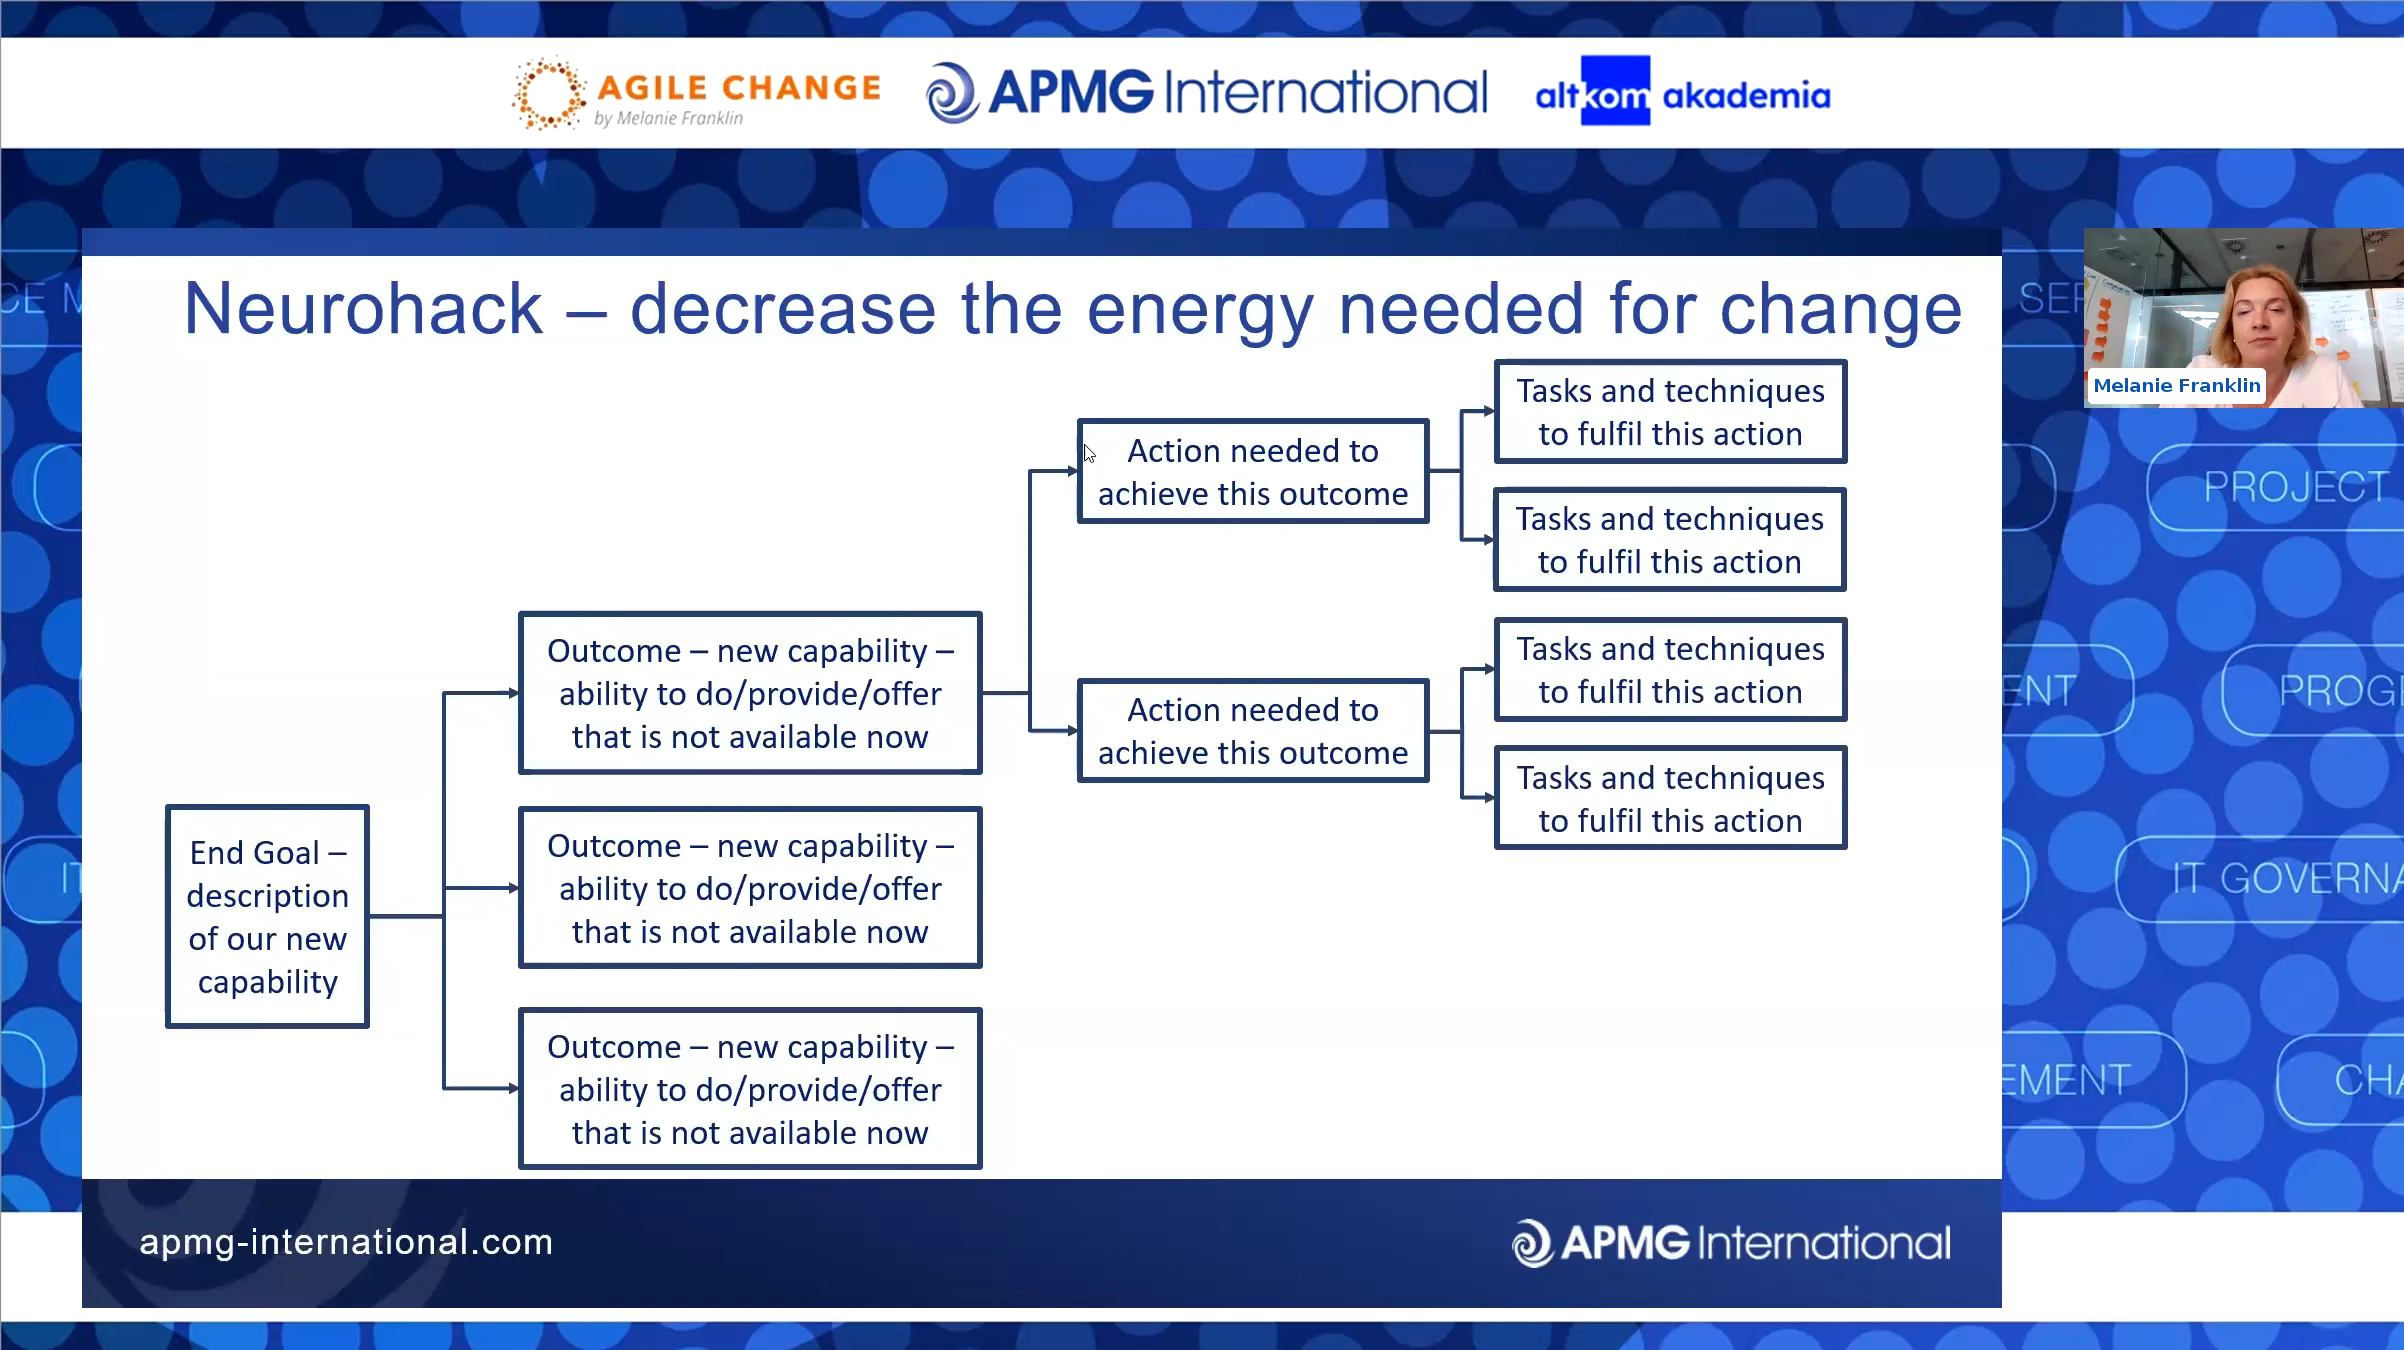 AGILE CHANGE
by Melanie Franklin
APMG International
altkom akademia
Neurohack – decrease the energy needed for change
Melanie Franklin
End Goal –
description
of our new
capability
Outcome – new capability –
ability to do/provide/offer
that is not available now
Outcome – new capability –
ability to do/provide/offer
that is not available now
Outcome – new capability –
ability to do/provide/offer
that is not available now
Action needed to
achieve this outcome
Action needed to
achieve this outcome
Tasks and techniques
to fulfil this action
Tasks and techniques
to fulfil this action
Tasks and techniques
to fulfil this action
Tasks and techniques
to fulfil this action
PROJECT
IT GOVERNA
EMENT
apmg-international.com
APMG International